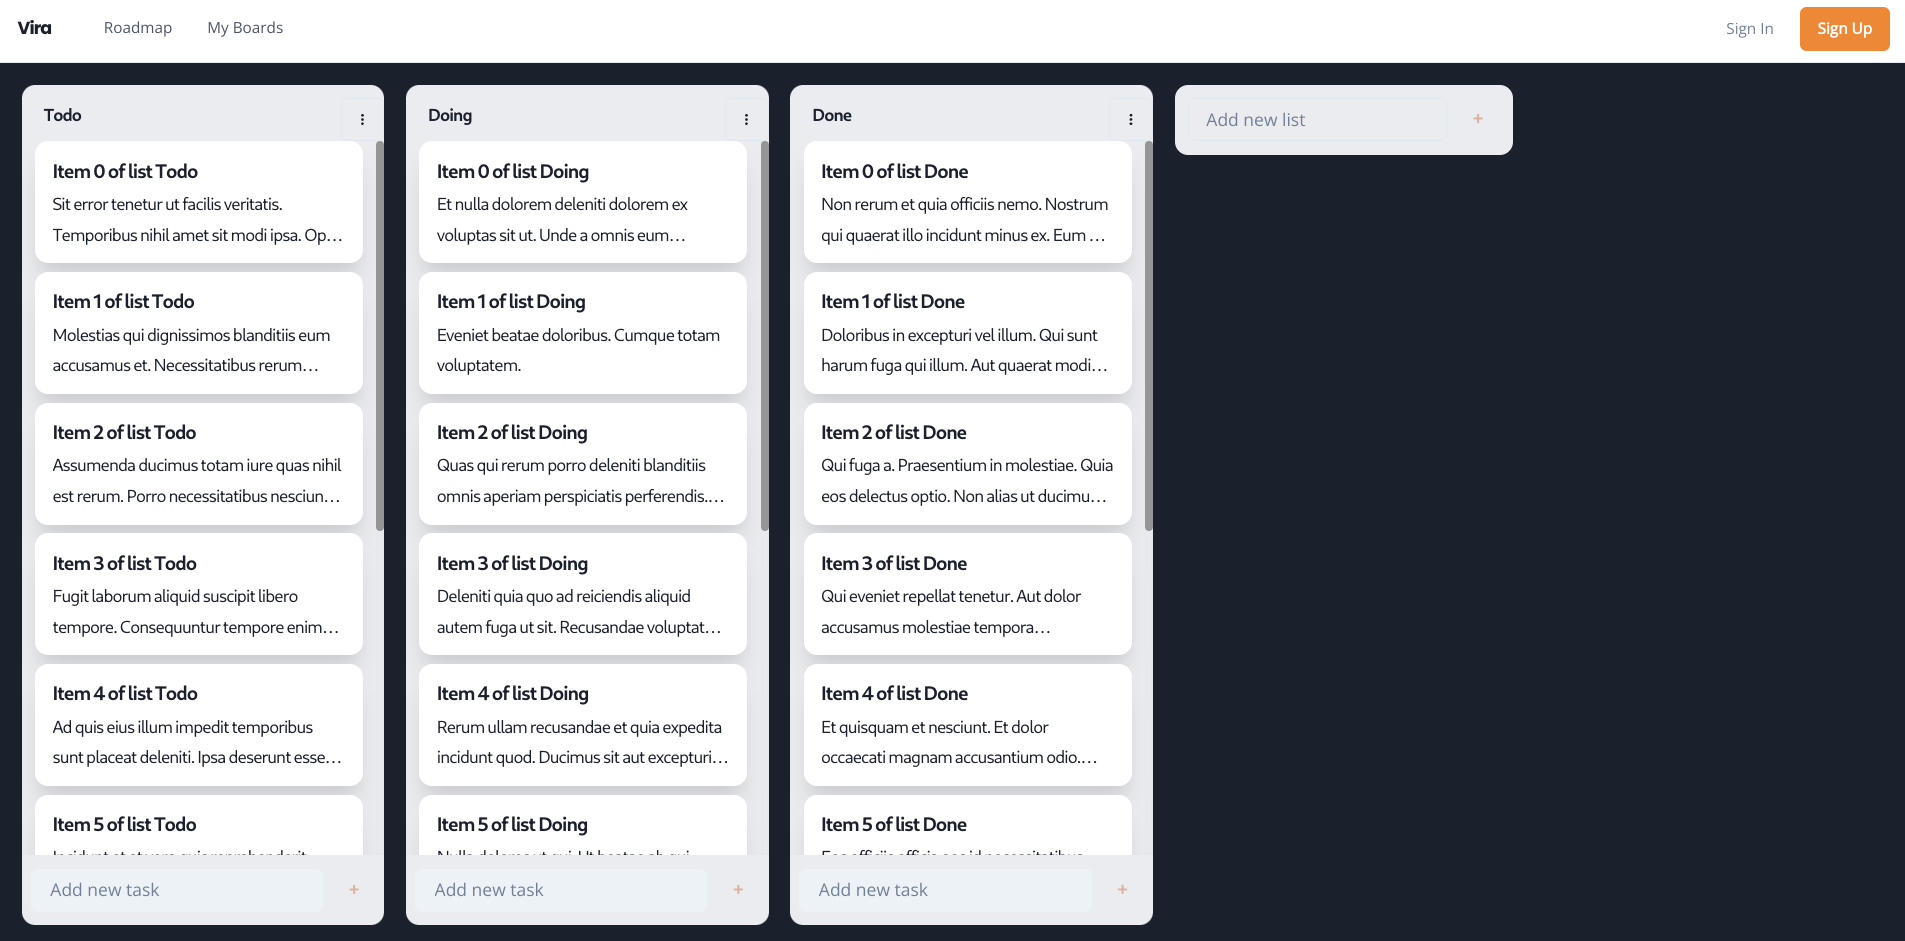 Vira
Roadmap
My Boards
Sign In
Sign Up
Todo
Item 0 of list Todo
Sit error tenetur ut facilis veritatis.
Temporibus nihil amet sit modi ipsa. Op…
Item 1 of list Todo
Molestias qui dignissimos blanditiis eum
accusamus et. Necessitatibus rerum…
Item 2 of list Todo
Assumenda ducimus totam iure quas nihil
est rerum. Porro necessitatibus nesciun…
Item 3 of list Todo
Fugit laborum aliquid suscipit libero
tempore. Consequuntur tempore enim…
Item 4 of list Todo
Ad quis eius illum impedit temporibus
sunt placeat deleniti. Ipsa deserunt esse…
Item 5 of list Todo
Add new task
+
Doing
Item 0 of list Doing
Et nulla dolorem deleniti dolorem ex
voluptas sit ut. Unde a omnis eum…
Item 1 of list Doing
Eveniet beatae doloribus. Cumque totam
voluptatem.
Item 2 of list Doing
Quas qui rerum porro deleniti blanditiis
omnis aperiam perspiciatis perferendis.…
Item 3 of list Doing
Deleniti quia quo ad reiciendis aliquid
autem fuga ut sit. Recusandae voluptat…
Item 4 of list Doing
Rerum ullam recusandae et quia expedita
incidunt quod. Ducimus sit aut excepturi…
Item 5 of list Doing
Add new task
+
Done
Item 0 of list Done
Non rerum et quia officiis nemo. Nostrum
qui quaerat illo incidunt minus ex. Eum …
Item 1 of list Done
Doloribus in excepturi vel illum. Qui sunt
harum fuga qui illum. Aut quaerat modi…
Item 2 of list Done
Qui fuga a. Praesentium in molestiae. Quia
eos delectus optio. Non alias ut ducimu…
Item 3 of list Done
Qui eveniet repellat tenetur. Aut dolor
accusamus molestiae tempora…
Item 4 of list Done
Et quisquam et nesciunt. Et dolor
occaecati magnam accusantium odio.…
Item 5 of list Done
Add new task
+
Add new list
+